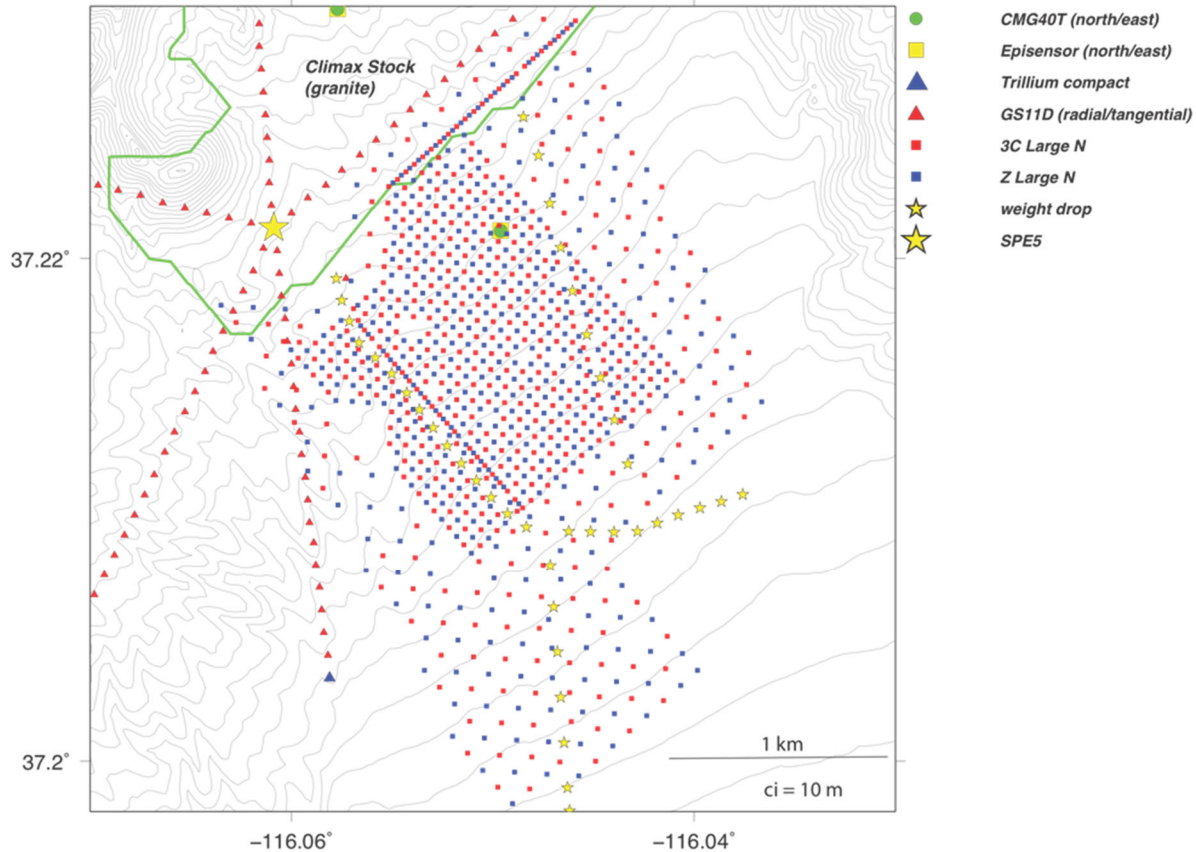 CMG40T (north/east)
Episensor (north/east)
Trillium compact
GS11D (radial/tangential)
3C Large N
Z Large N
weight drop
SPE5
Climax Stock
(granite)
37.22°
37.2°
1 km
ci = 10 m
−116.06°
−116.04°